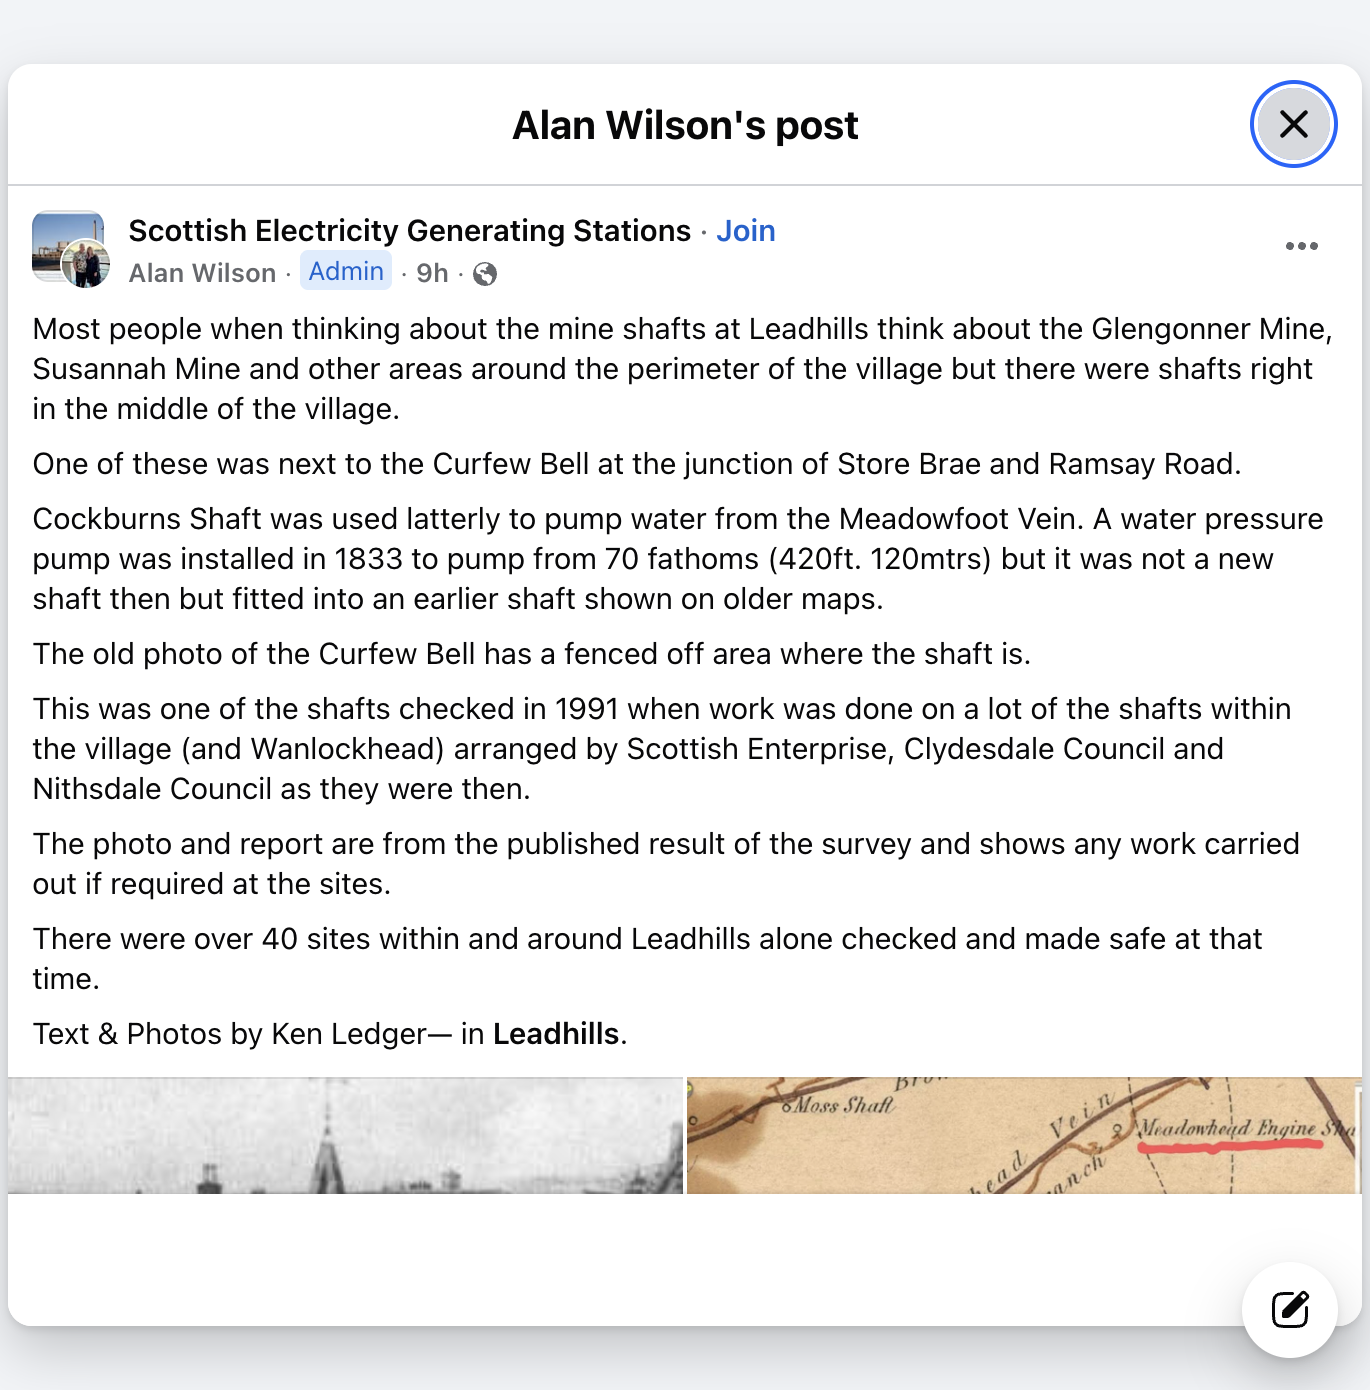 Alan Wilson's post
Scottish Electricity Generating Stations · Join
Alan Wilson · Admin · 9h ·
Most people when thinking about the mine shafts at Leadhills think about the Glengonner Mine,
Susannah Mine and other areas around the perimeter of the village but there were shafts right
in the middle of the village.
One of these was next to the Curfew Bell at the junction of Store Brae and Ramsay Road.
Cockburns Shaft was used latterly to pump water from the Meadowfoot Vein. A water pressure
pump was installed in 1833 to pump from 70 fathoms (420ft. 120mtrs) but it was not a new
shaft then but fitted into an earlier shaft shown on older maps.
The old photo of the Curfew Bell has a fenced off area where the shaft is.
This was one of the shafts checked in 1991 when work was done on a lot of the shafts within
the village (and Wanlockhead) arranged by Scottish Enterprise, Clydesdale Council and
Nithsdale Council as they were then.
The photo and report are from the published result of the survey and shows any work carried
out if required at the sites.
There were over 40 sites within and around Leadhills alone checked and made safe at that
time.
Text & Photos by Ken Ledger— in Leadhills.
Moss Shaft
Vein
Meadowhead Engine